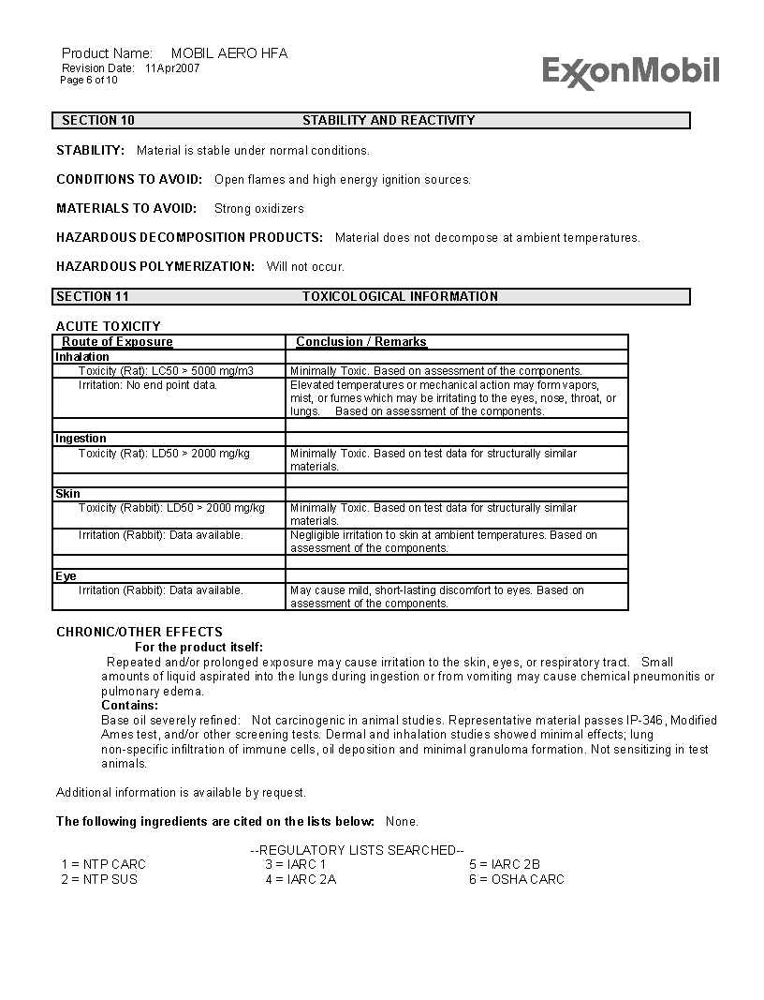 Product Name: MOBIL AERO HFA
Revision Date: 11Apr2007
Page 6 of 10
ExxonMobil
SECTION 10 STABILITY AND REACTIVITY
STABILITY: Material is stable under normal conditions.
CONDITIONS TO AVOID: Open flames and high energy ignition sources.
MATERIALS TO AVOID: Strong oxidizers
HAZARDOUS DECOMPOSITION PRODUCTS: Material does not decompose at ambient temperatures.
HAZARDOUS POLYMERIZATION: Will not occur.
SECTION 11 TOXICOLOGICAL INFORMATION
ACUTE TOXICITY
Route of Exposure Conclusion / Remarks
Inhalation
Toxicity (Rat): LC50 > 5000 mg/m3 Minimally Toxic. Based on assessment of the components.
Irritation: No end point data. Elevated temperatures or mechanical action may form vapors,
mist, or fumes which may be irritating to the eyes, nose, throat, or
lungs. Based on assessment of the components.
Ingestion
Toxicity (Rat): LD50 > 2000 mg/kg Minimally Toxic. Based on test data for structurally similar
materials.
Skin
Toxicity (Rabbit): LD50 > 2000 mg/kg Minimally Toxic. Based on test data for structurally similar
materials.
Irritation (Rabbit): Data available. Negligible irritation to skin at ambient temperatures. Based on
assessment of the components.
Eye
Irritation (Rabbit): Data available. May cause mild, short-lasting discomfort to eyes. Based on
assessment of the components.
CHRONIC/OTHER EFFECTS
For the product itself:
Repeated and/or prolonged exposure may cause irritation to the skin, eyes, or respiratory tract. Small
amounts of liquid aspirated into the lungs during ingestion or from vomiting may cause chemical pneumonitis or
pulmonary edema.
Contains:
Base oil severely refined: Not carcinogenic in animal studies. Representative material passes IP-346, Modified
Ames test, and/or other screening tests. Dermal and inhalation studies showed minimal effects; lung
non-specific infiltration of immune cells, oil deposition and minimal granuloma formation. Not sensitizing in test
animals.
Additional information is available by request.
The following ingredients are cited on the lists below: None.
--REGULATORY LISTS SEARCHED--
1 = NTP CARC 3 = IARC 1 5 = IARC 2B
2 = NTP SUS 4 = IARC 2A 6 = OSHA CARC